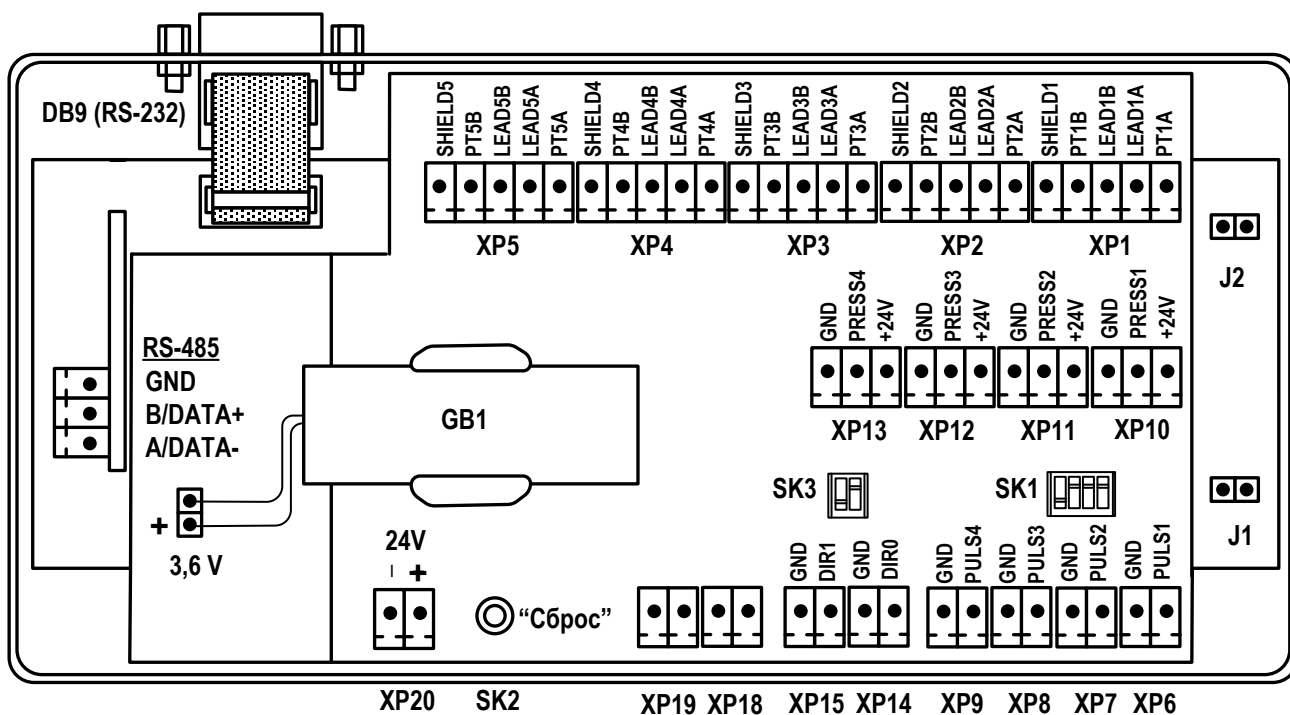 DB9 (RS-232)
SHIELD5
PT5B
LEAD5B
LEAD5A
PT5A
SHIELD4
PT4B
LEAD4B
LEAD4A
PT4A
SHIELD3
PT3B
LEAD3B
LEAD3A
PT3A
SHIELD2
PT2B
LEAD2B
LEAD2A
PT2A
SHIELD1
PT1B
LEAD1B
LEAD1A
PT1A
XP5
XP4
XP3
XP2
XP1
J2
GND
PRESS4
+24V
GND
PRESS3
+24V
GND
PRESS2
+24V
GND
PRESS1
+24V
XP13
XP12
XP11
XP10
RS-485
GND
B/DATA+
A/DATA-
GB1
SK3
SK1
+
3,6 V
J1
24V
– +
GND
DIR1
GND
DIR0
GND
PULS4
GND
PULS3
GND
PULS2
GND
PULS1
“Сброс”
XP20
SK2
XP19
XP18
XP15
XP14
XP9
XP8
XP7
XP6